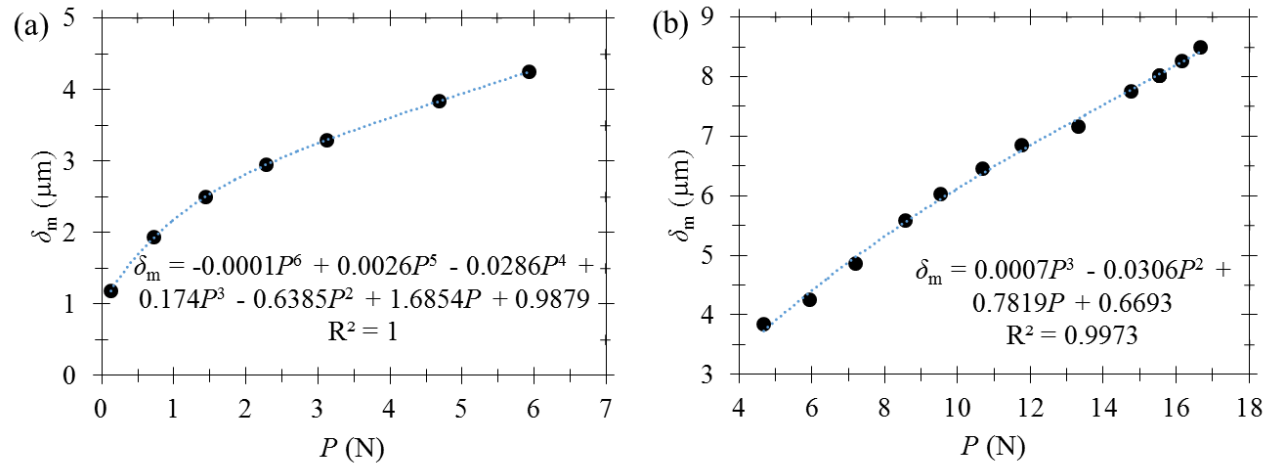 (a)
5
4
3
2
1
0
δm (μm)
δm = -0.0001P⁶ + 0.0026P⁵ - 0.0286P⁴ +
0.174P³ - 0.6385P² + 1.6854P + 0.9879
R² = 1
0 1 2 3 4 5 6 7
P (N)
(b)
9
8
7
6
5
4
3
δm (μm)
δm = 0.0007P³ - 0.0306P² +
0.7819P + 0.6693
R² = 0.9973
4 6 8 10 12 14 16 18
P (N)